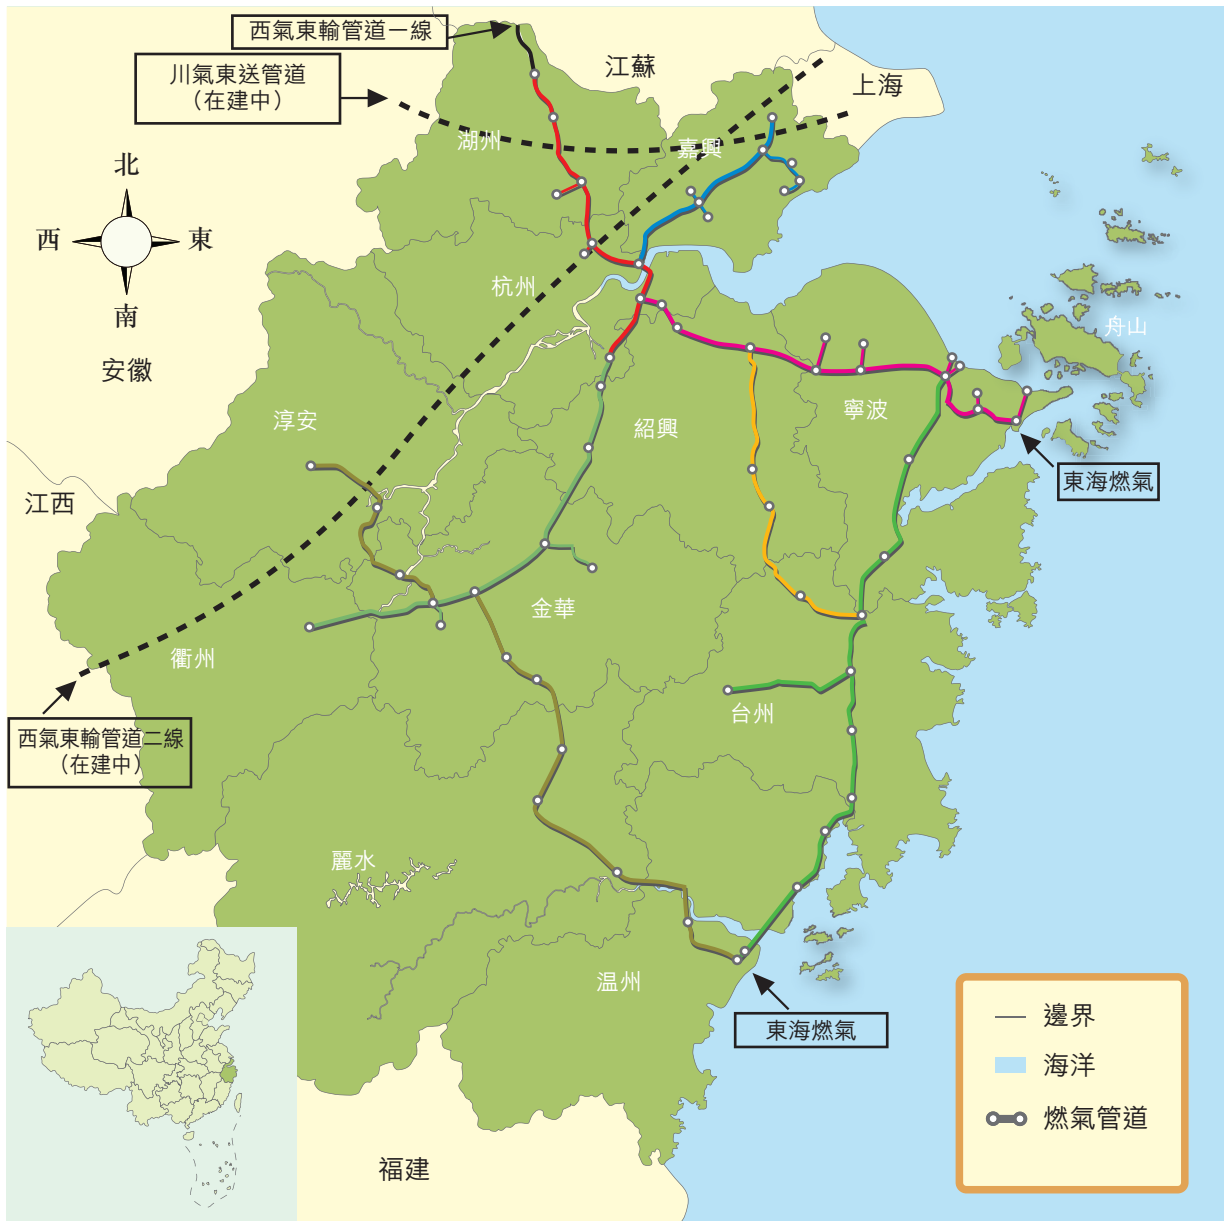 西氣東輸管道一線
川氣東送管道
（在建中）
江蘇
上海
湖州
嘉興
北
西
東
南
杭州
安徽
舟山
淳安
紹興
寧波
東海燃氣
江西
金華
衢州
台州
西氣東輸管道二線
（在建中）
麗水
温州
東海燃氣
邊界
海洋
燃氣管道
福建